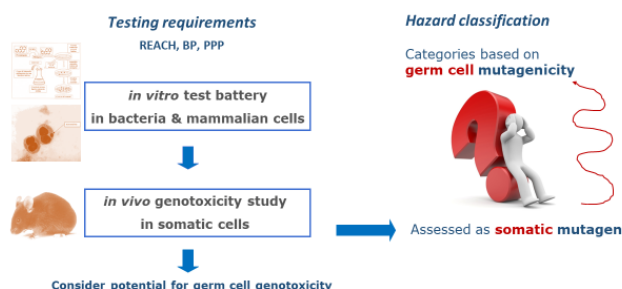 Testing requirements
REACH, BP, PPP
in vitro test battery
in bacteria & mammalian cells
in vivo genotoxicity study
in somatic cells
Consider potential for germ cell genotoxicity
Hazard classification
Categories based on
germ cell mutagenicity
Assessed as somatic mutagen